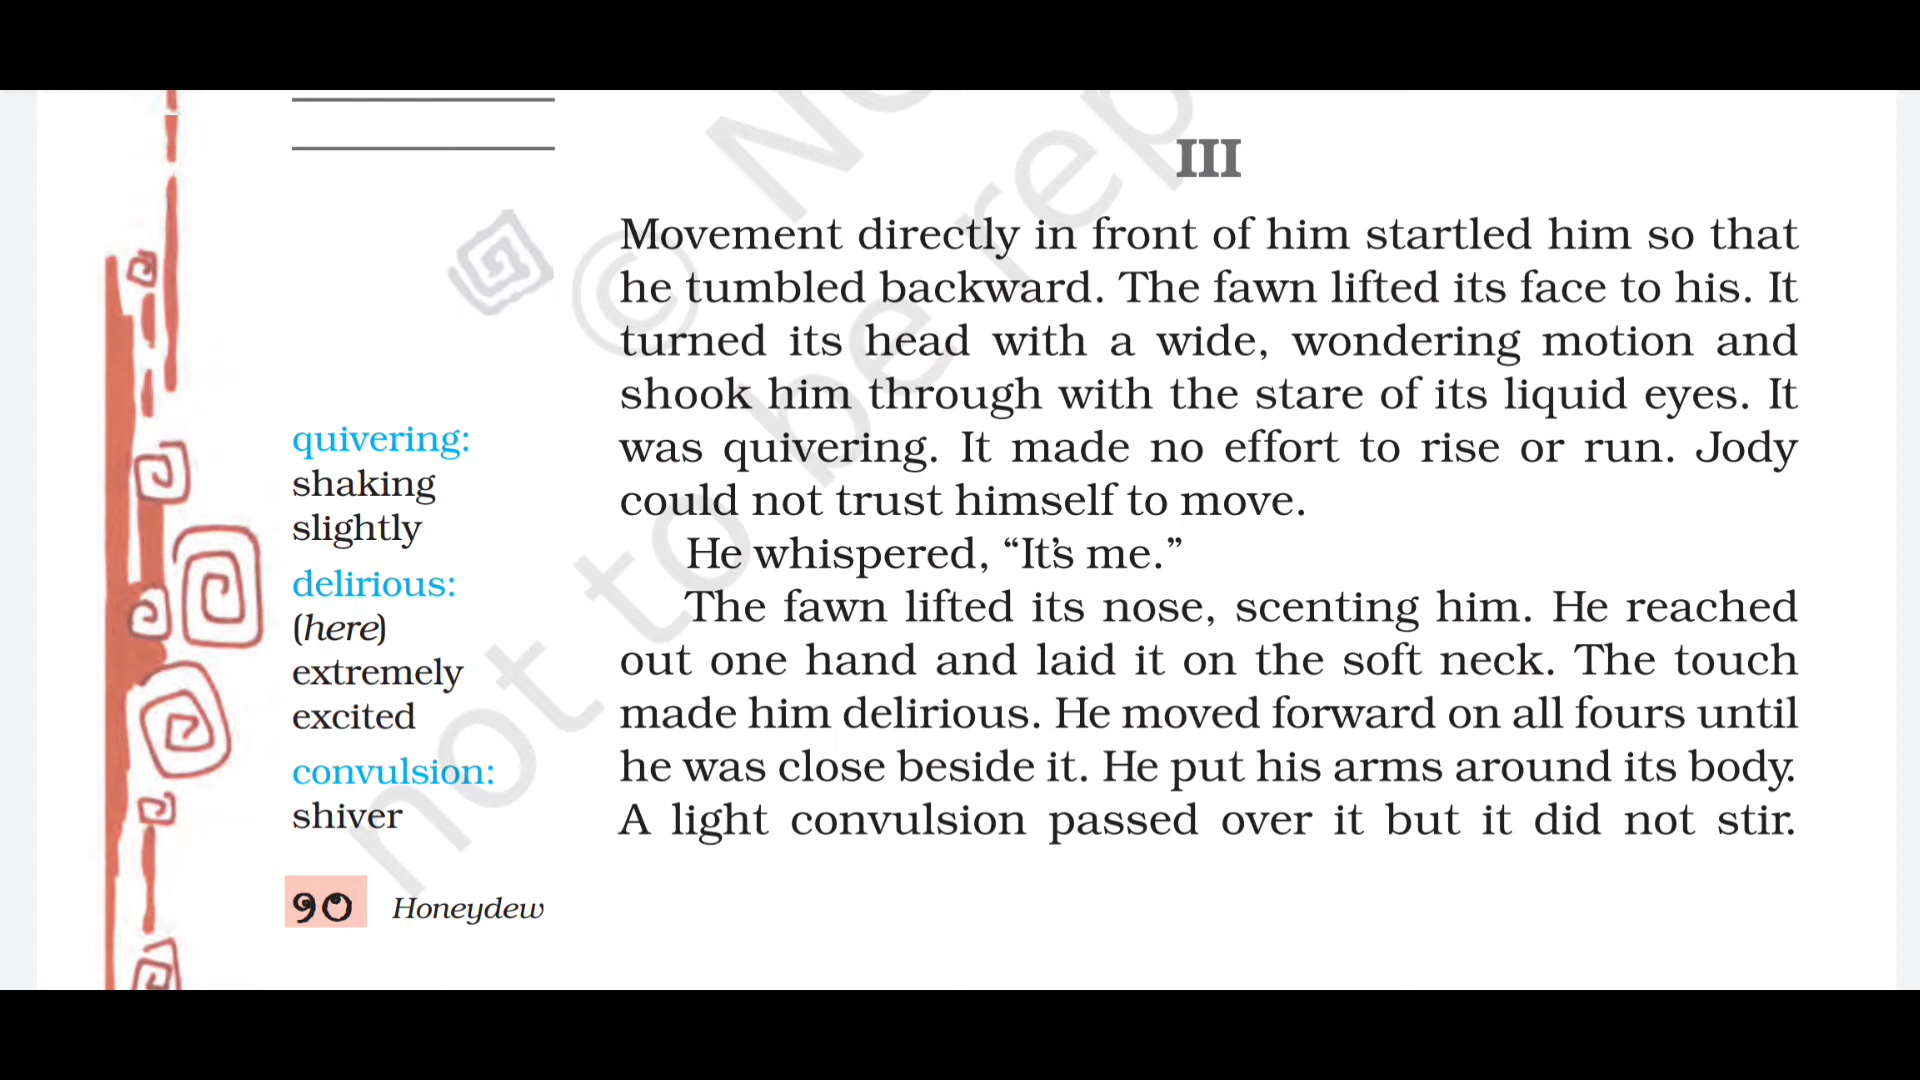 III
Movement directly in front of him startled him so that
he tumbled backward. The fawn lifted its face to his. It
turned its head with a wide, wondering motion and
shook him through with the stare of its liquid eyes. It
was quivering. It made no effort to rise or run. Jody
could not trust himself to move.
He whispered, “It’s me.”
The fawn lifted its nose, scenting him. He reached
out one hand and laid it on the soft neck. The touch
made him delirious. He moved forward on all fours until
he was close beside it. He put his arms around its body.
A light convulsion passed over it but it did not stir.
quivering:
shaking
slightly
delirious:
(here)
extremely
excited
convulsion:
shiver
90 Honeydew
© No
not to be rep